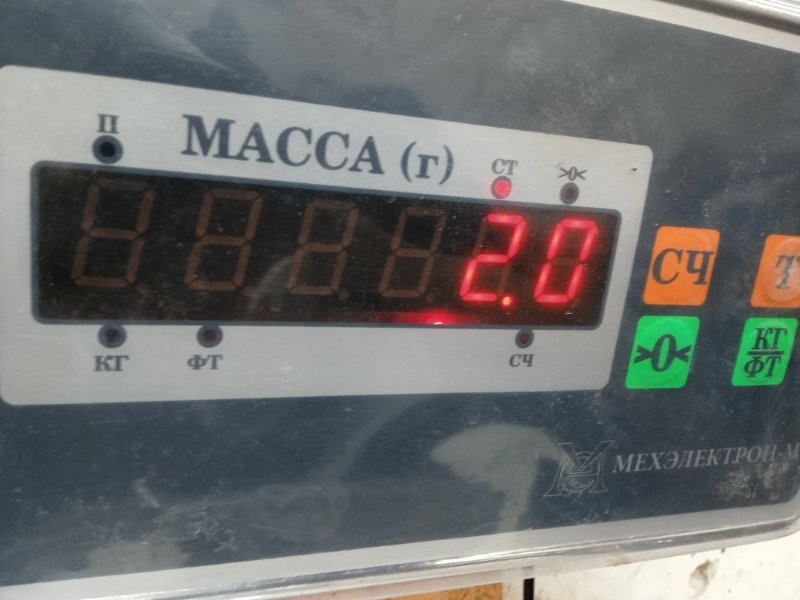 П
МАССА (г)
СТ
>0<
2.0
КГ
ФТ
СЧ
СЧ
Т
>0<
КГ
ФТ
МЕХЭЛЕКТРОН-М